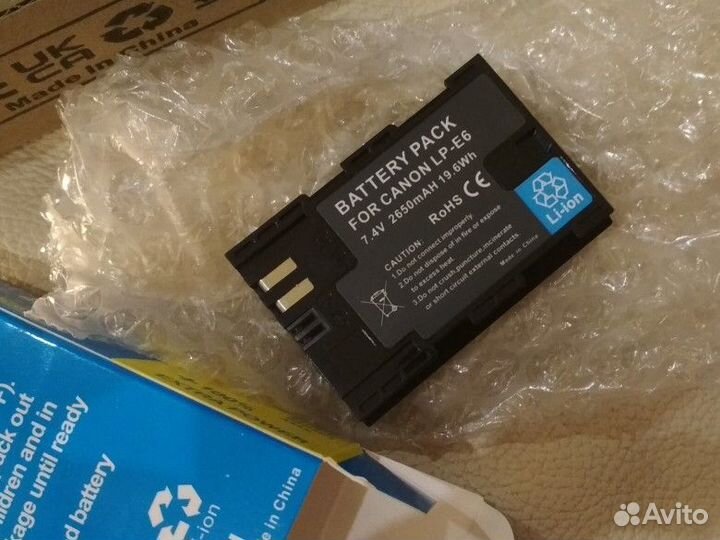 UK
CA
Made in China
BATTERY PACK
FOR CANON LP-E6
7.4V 2650mAH 19.6Wh
RoHS CE
Li-ion
CAUTION:
1.Do not connect improperly.
2.Do not dispose of in fire or expose
to excess heat.
3.Do not crush,puncture,incinerate
or short circuit external contacts.
Made in China
F).
ack out
ildren and in
kage until ready
d battery
-ion
in China
Avito